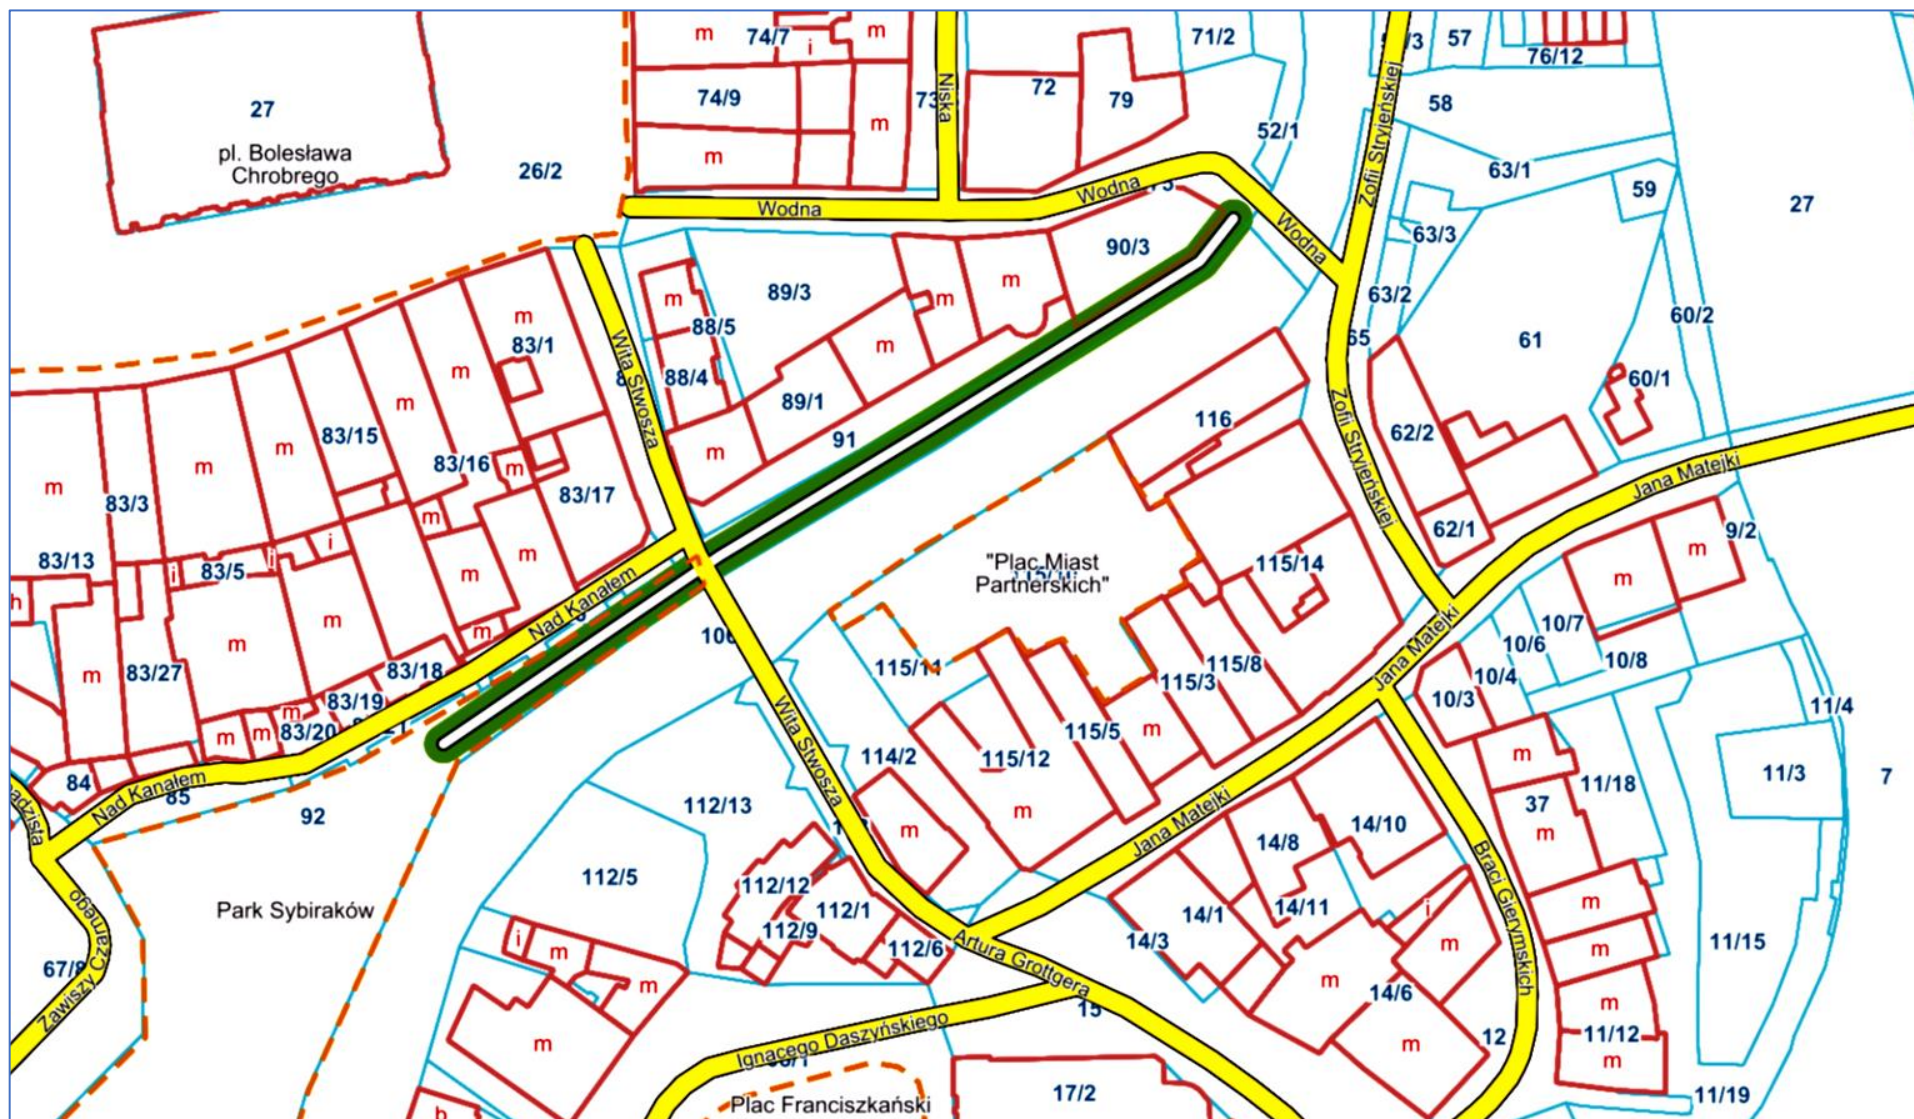 m
74/7
i
m
Niska
71/2
57
76/12
27
pl. Bolesława
Chrobrego
26/2
74/9
m
m
72
79
52/1
Zofii Stryjeńskiej
58
63/1
59
27
Wodna
Wodna
Wodna
63/3
63/2
90/3
89/3
m
m
m
m
88/5
88/4
89/1
m
91
83/1
m
m
m
m
m
m
83/15
83/16
m
83/17
83/3
83/13
83/5
i
i
i
m
m
m
m
m
m
m
h
Wita Stwosza
65
61
60/2
60/1
62/2
62/1
116
Zofii Stryjeńskiej
Jana Matejki
9/2
m
m
"Plac Miast
Partnerskich"
115/14
115/11
115/3
115/8
115/5
115/12
m
m
114/2
m
Nad Kanałem
83/27
83/18
83/19
83/20
m
m
m
84
85
Nad Kanałem
92
Wita Stwosza
112/13
112/5
112/12
112/1
112/9
112/6
Jana Matejki
Jana Matejki
10/7
10/6
10/4
10/8
10/3
11/4
11/3
7
11/18
m
37
m
14/10
14/8
14/11
14/1
14/3
i
m
m
14/6
m
12
Braci Gierymskich
m
m
m
11/12
m
11/15
11/19
Park Sybiraków
67/8
Zawiszy Czarnego
i
m
m
m
b
Artura Grottgera
15
Ignacego Daszyńskiego
17/2
Plac Franciszkański